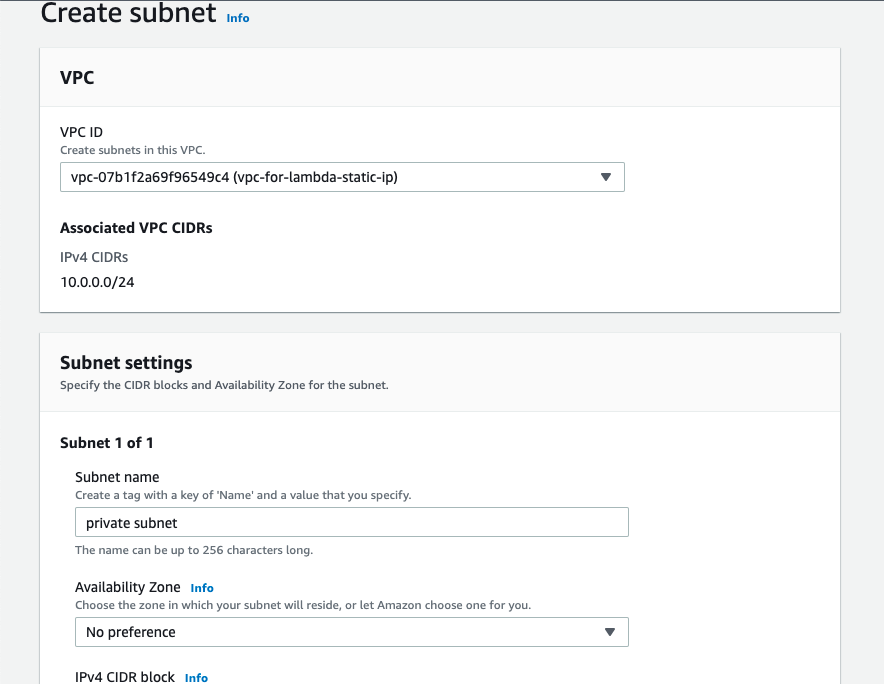 Create subnet Info
VPC
VPC ID
Create subnets in this VPC.
vpc-07b1f2a69f96549c4 (vpc-for-lambda-static-ip)
Associated VPC CIDRs
IPv4 CIDRs
10.0.0.0/24
Subnet settings
Specify the CIDR blocks and Availability Zone for the subnet.
Subnet 1 of 1
Subnet name
Create a tag with a key of 'Name' and a value that you specify.
private subnet
The name can be up to 256 characters long.
Availability Zone Info
Choose the zone in which your subnet will reside, or let Amazon choose one for you.
No preference
IPv4 CIDR block Info